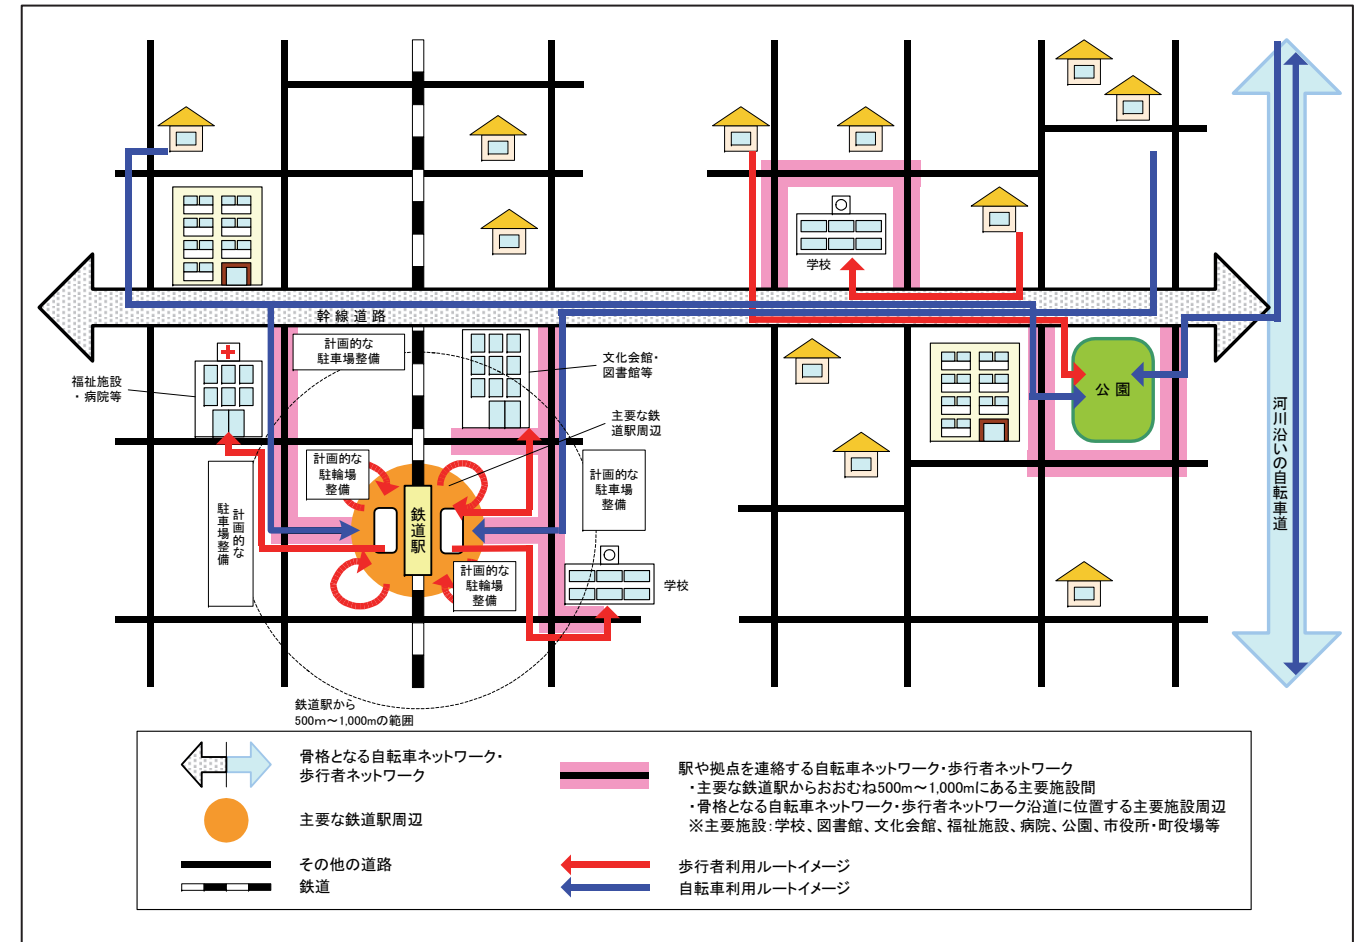 学校
幹線道路
計画的な
駐車場整備
文化会館・
図書館等
福祉施設
・病院等
主要な鉄
道駅周辺
公園
計画的な
駐輪場
整備
計画的な
駐車場
整備
計画的な
駐車場整備
鉄道駅
計画的な
駐輪場
整備
学校
河川沿いの自転車道
鉄道駅から
500m～1,000mの範囲
骨格となる自転車ネットワーク・
歩行者ネットワーク
主要な鉄道駅周辺
その他の道路
鉄道
駅や拠点を連絡する自転車ネットワーク・歩行者ネットワーク
・主要な鉄道駅からおおむね500m～1,000mにある主要施設間
・骨格となる自転車ネットワーク・歩行者ネットワーク沿道に位置する主要施設周辺
※主要施設：学校、図書館、文化会館、福祉施設、病院、公園、市役所・町役場等
歩行者利用ルートイメージ
自転車利用ルートイメージ